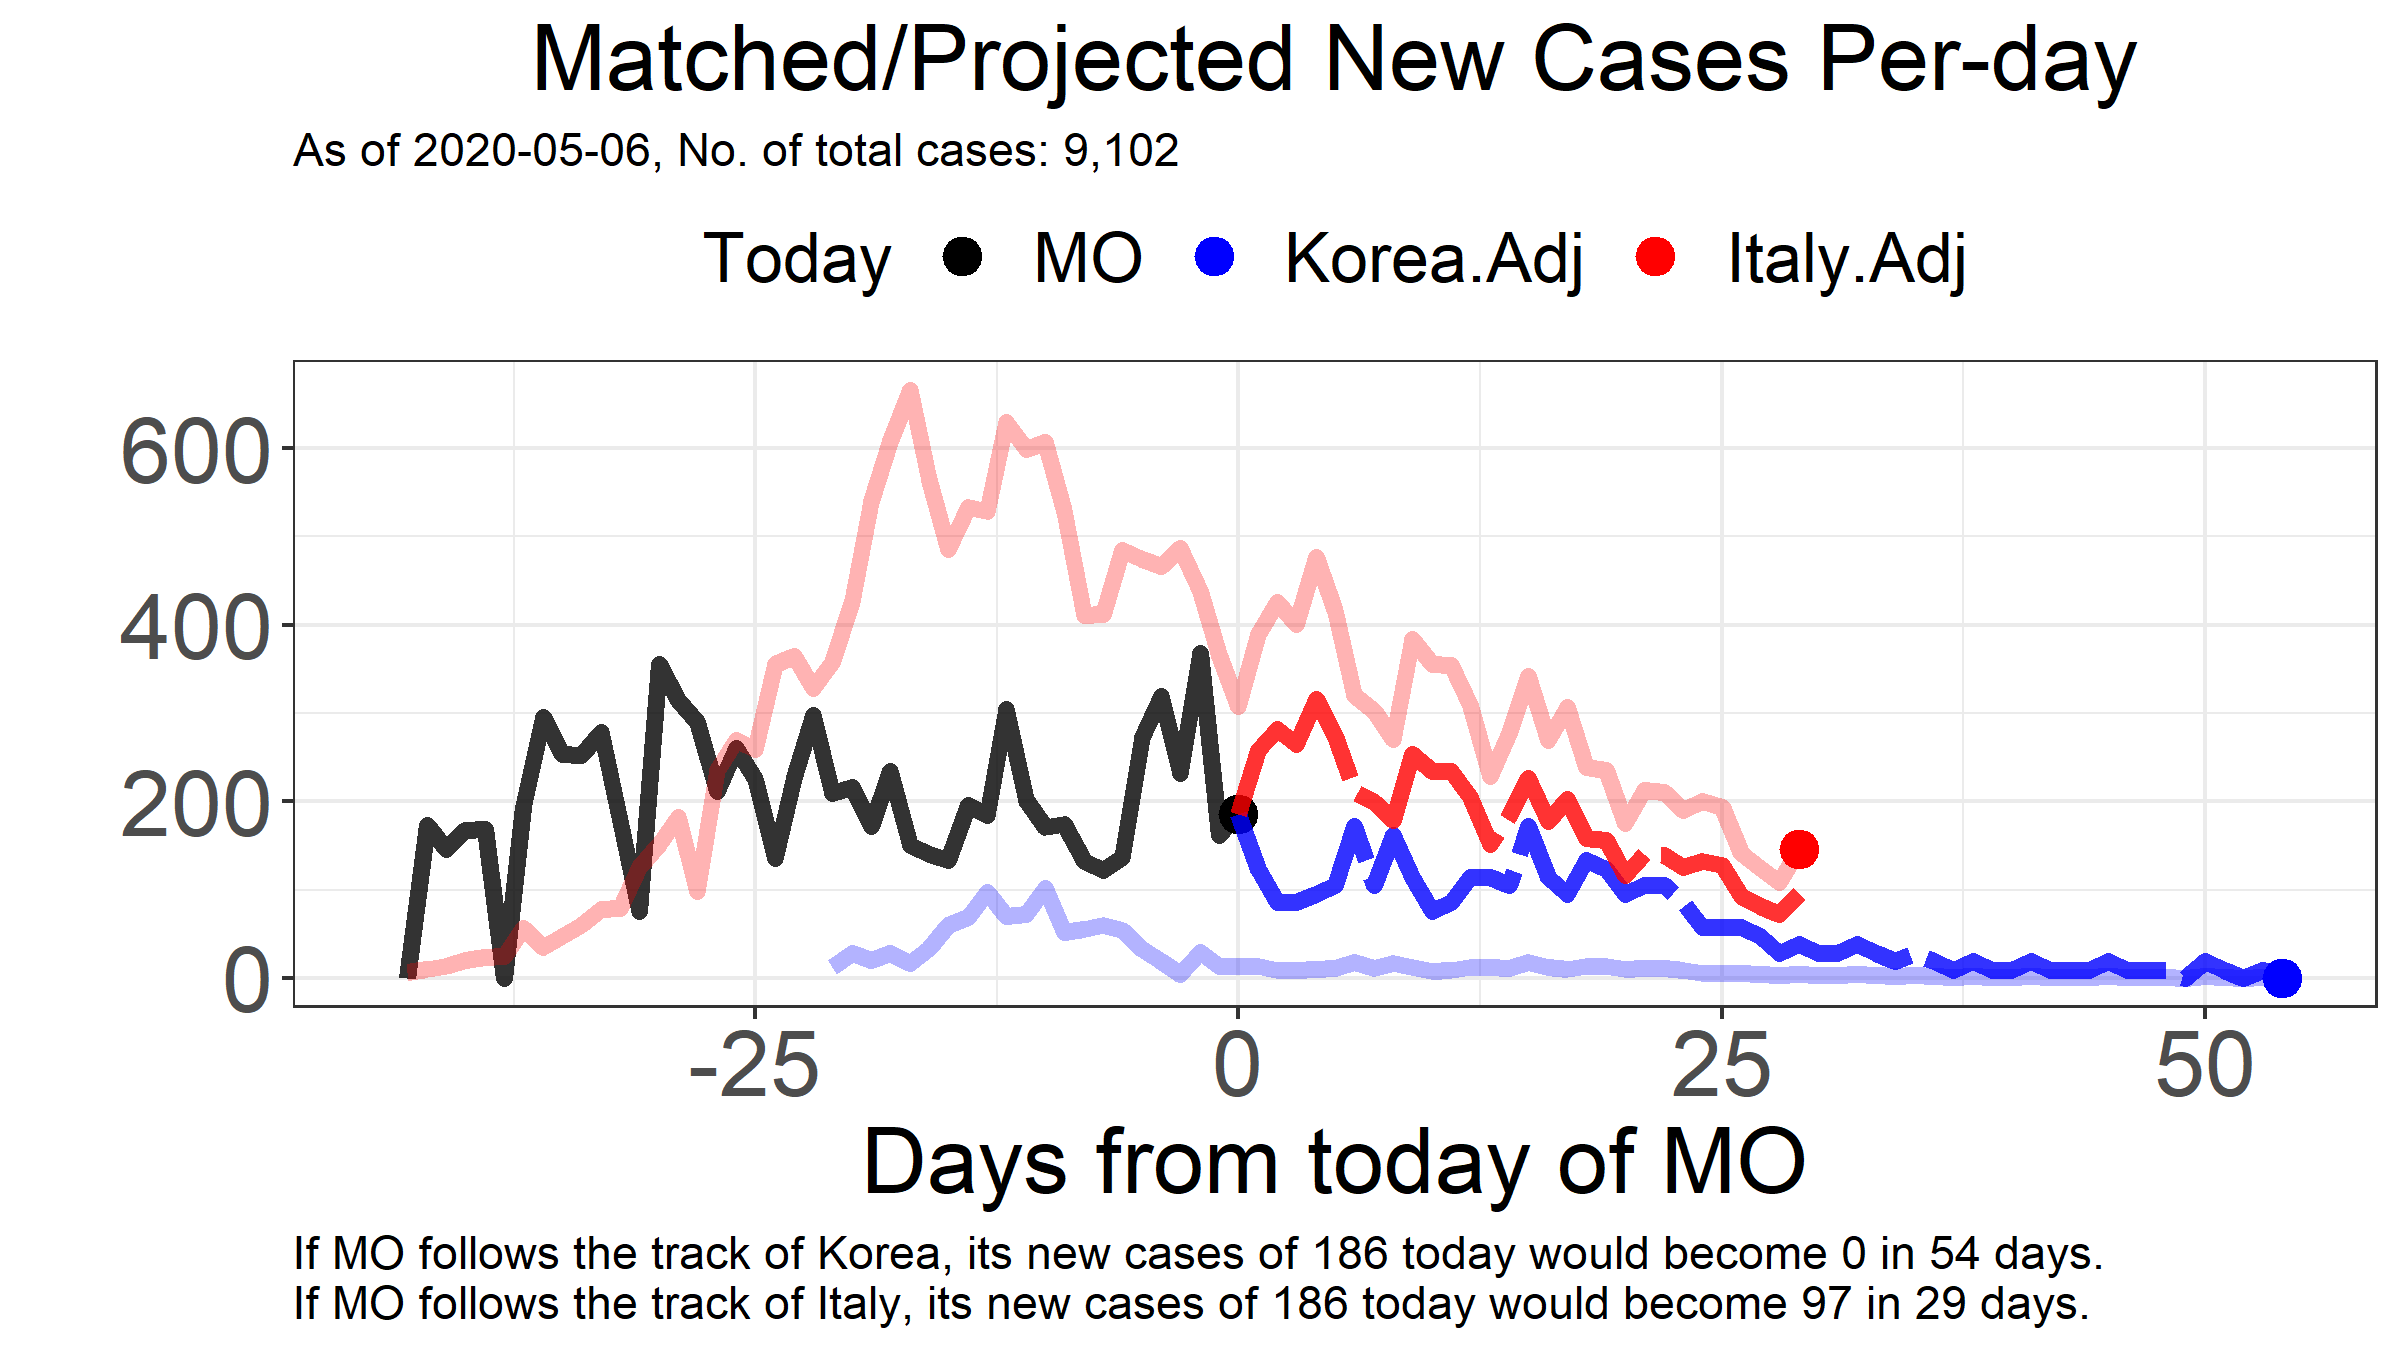 Matched/Projected New Cases Per-day
As of 2020-05-06, No. of total cases: 9,102
Today MO Korea.Adj Italy.Adj
600
400
200
0
-25 0 25 50
Days from today of MO
If MO follows the track of Korea, its new cases of 186 today would become 0 in 54 days.
If MO follows the track of Italy, its new cases of 186 today would become 97 in 29 days.